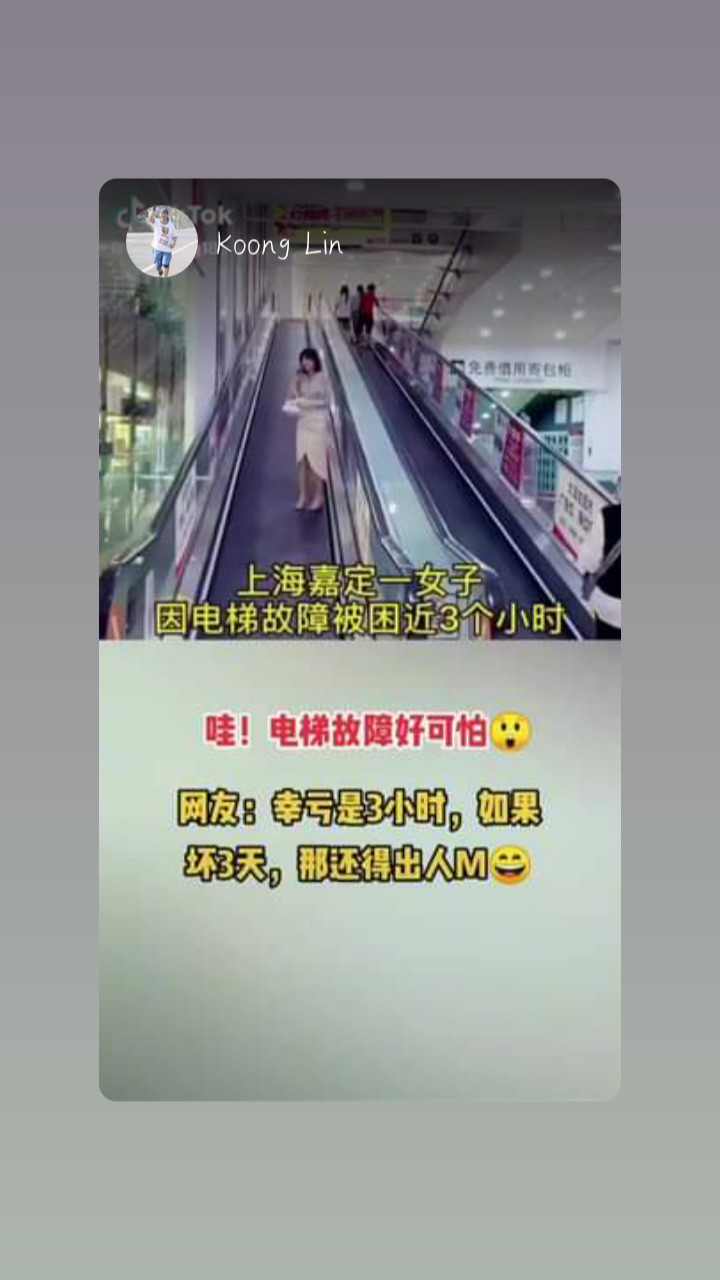 TikTok
Koong Lin
免费借用寄包柜
上海嘉定一女子
因电梯故障被困近3个小时
哇！电梯故障好可怕😲
网友：幸亏是3小时，如果
坏3天，那还得出人M😄